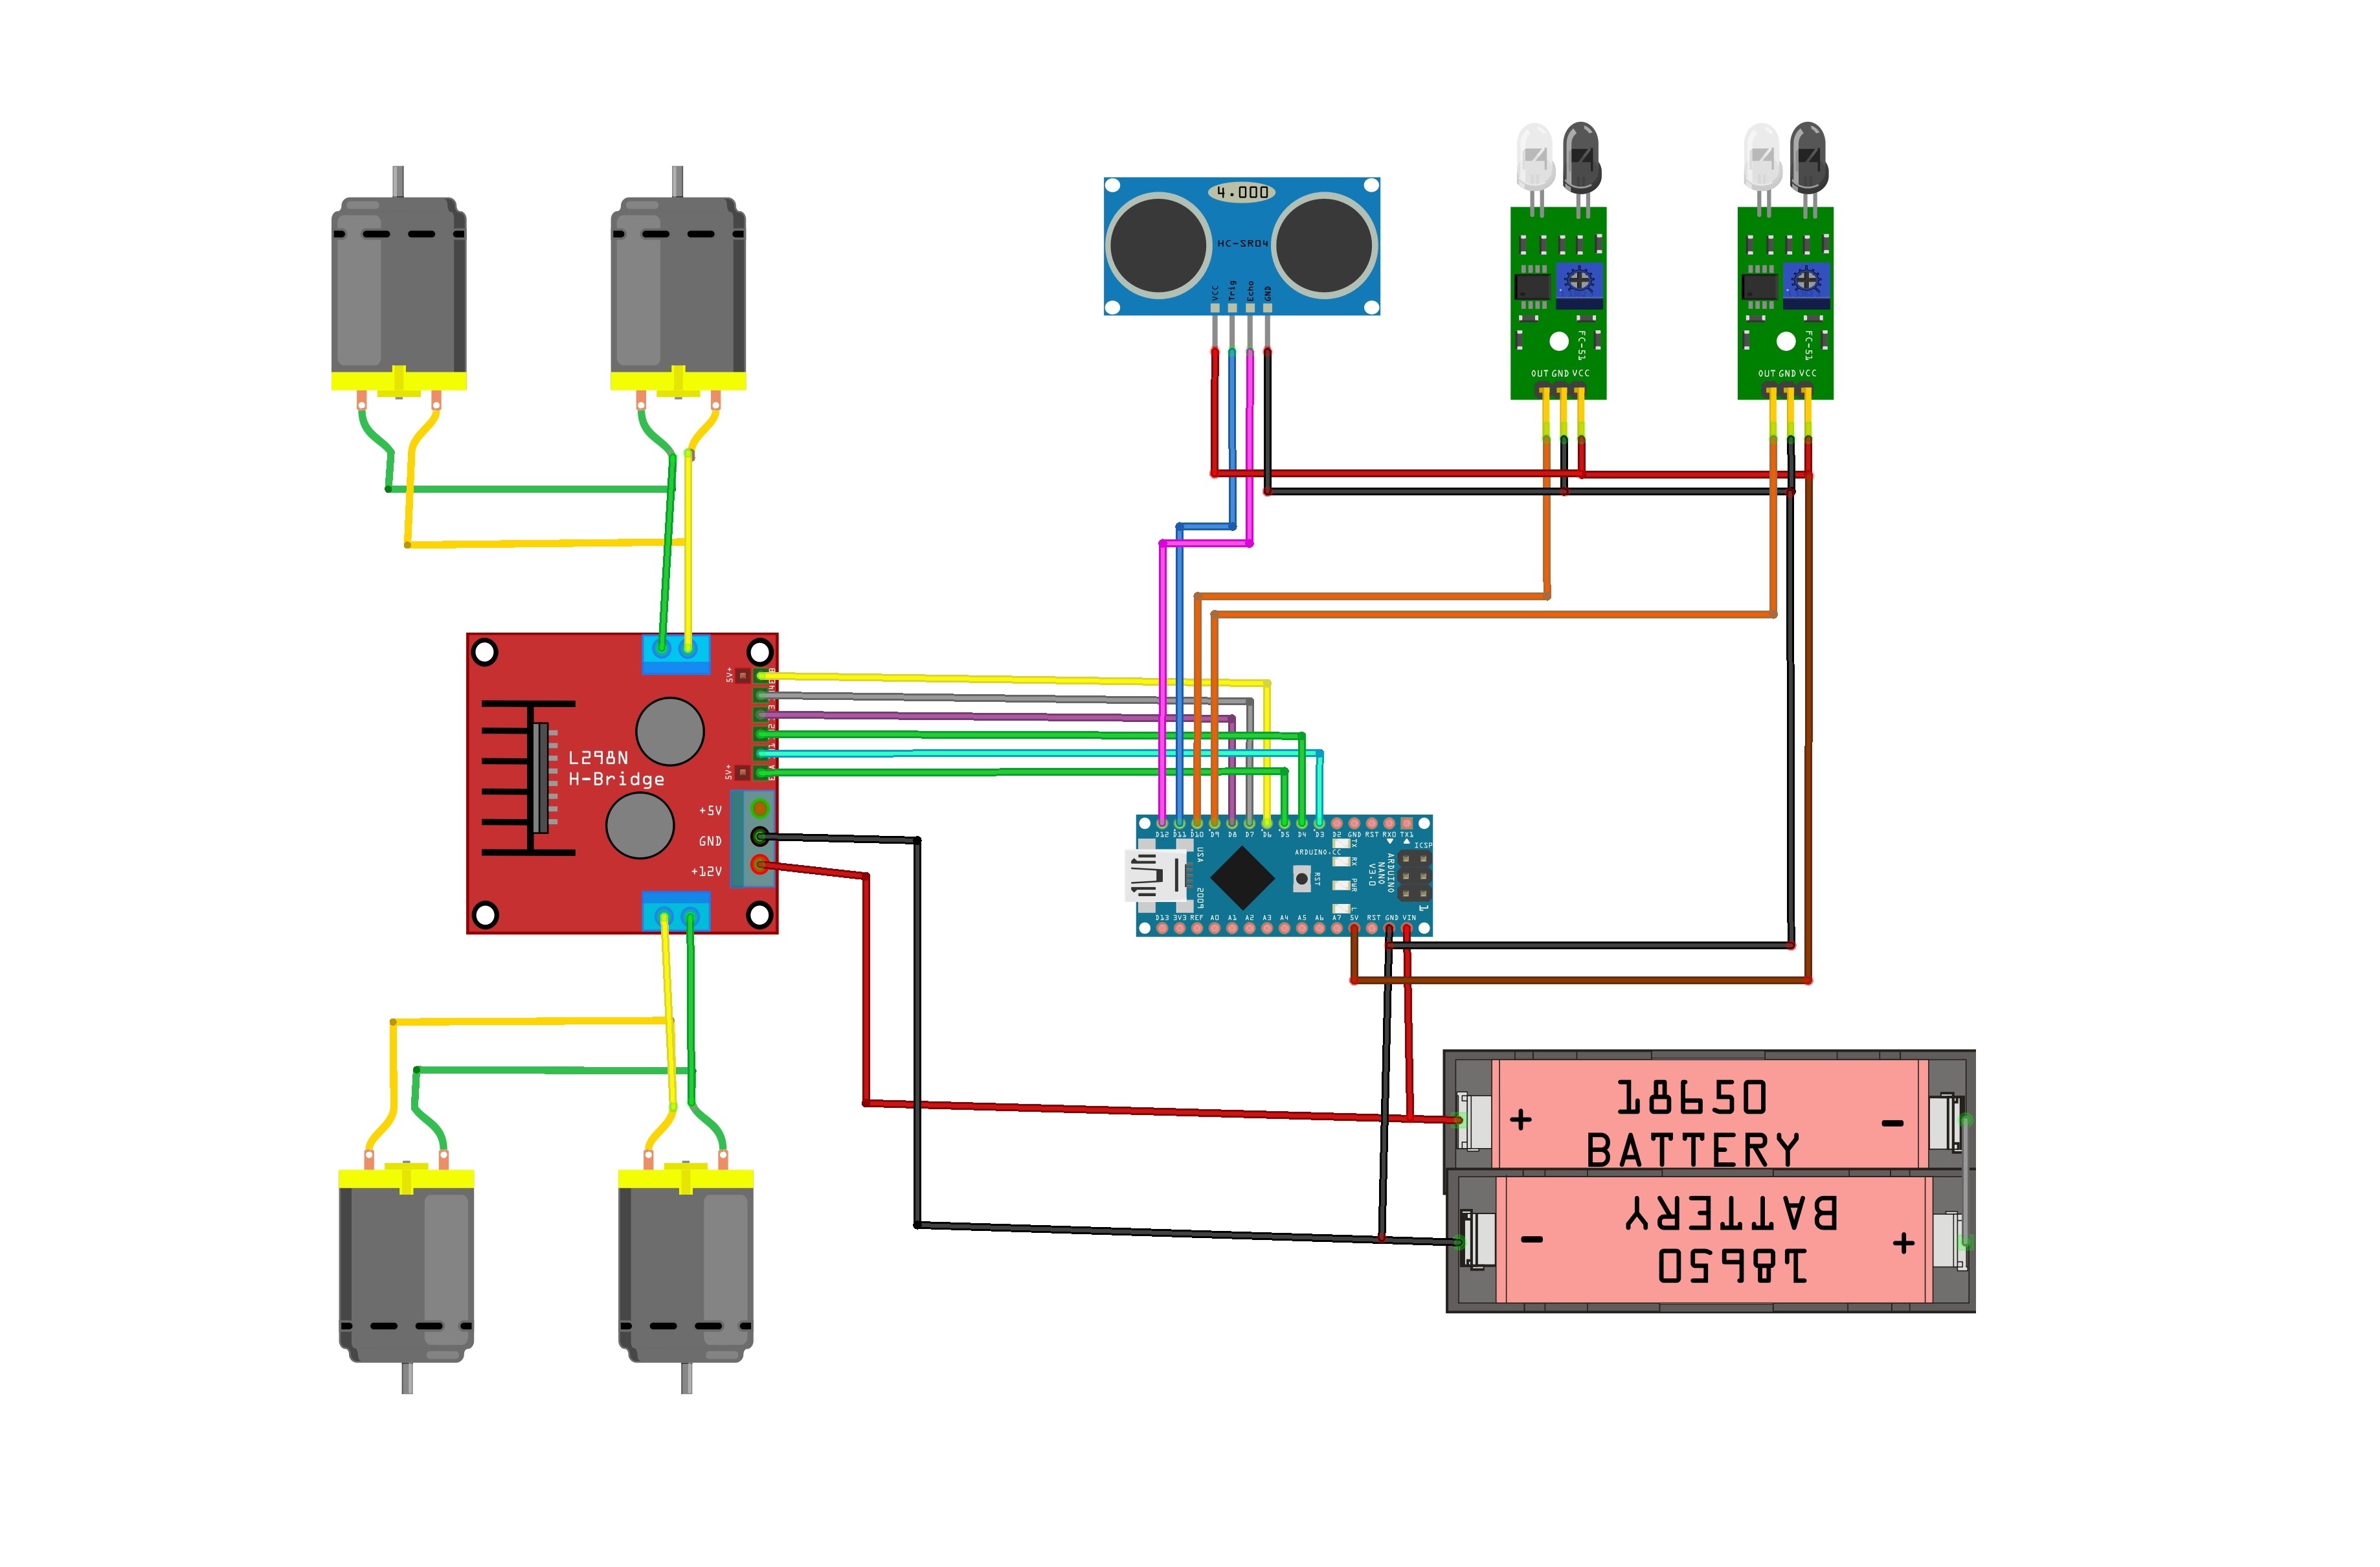 4.000
HC-SR04
VCC
Trig
Echo
GND
FC-51
OUT GND VCC
FC-51
OUT GND VCC
5V+
L298N
H-Bridge
5V+
+5V
GND
+12V
D12 D11 D10 D9 D8 D7 D6 D5 D4 D3 D2 GND RST RX0 TX1
USA
2009
ARDUINO.CC
RST
TX
RX
PWR
L
ARDUINO
NANO
V3.0
ICSP
1
D13 3V3 REF A0 A1 A2 A3 A4 A5 A6 A7 5V RST GND VIN
18650
+ -
BATTERY
BATTERY
- +
18650